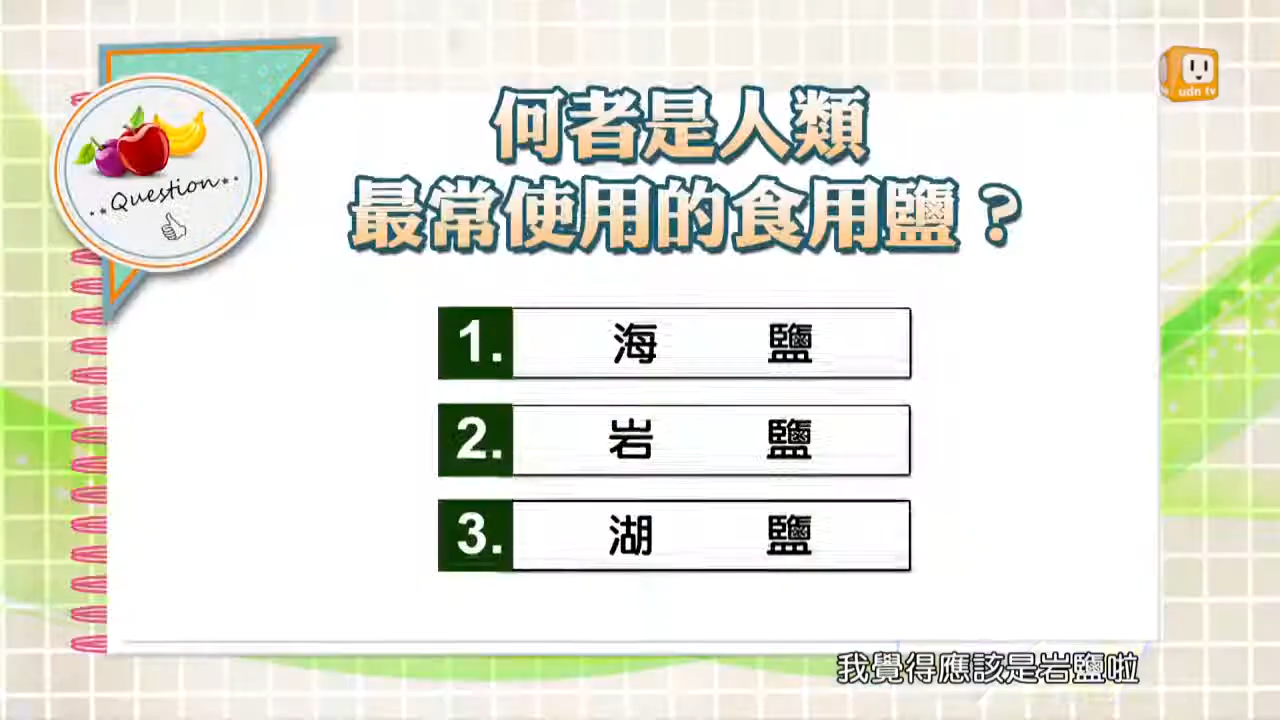 udn tv
Question
何者是人類
最常使用的食用鹽？
1. 海鹽
2. 岩鹽
3. 湖鹽
我覺得應該是岩鹽啦